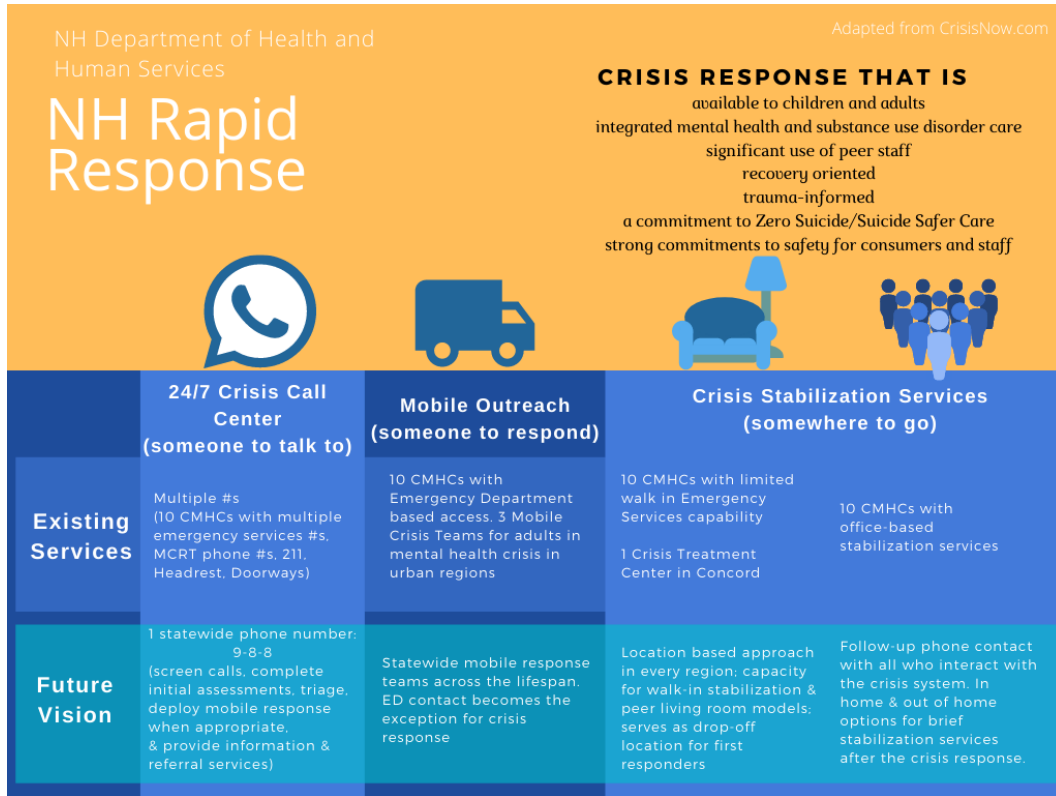 NH Department of Health and
Human Services
NH Rapid
Response
Adapted from CrisisNow.com
CRISIS RESPONSE THAT IS
available to children and adults
integrated mental health and substance use disorder care
significant use of peer staff
recovery oriented
trauma-informed
a commitment to Zero Suicide/Suicide Safer Care
strong commitments to safety for consumers and staff
24/7 Crisis Call
Center
(someone to talk to)
Mobile Outreach
(someone to respond)
Crisis Stabilization Services
(somewhere to go)
Existing
Services
Multiple #s
(10 CMHCs with multiple
emergency services #s,
MCRT phone #s, 211,
Headrest, Doorways)
10 CMHCs with
Emergency Department
based access. 3 Mobile
Crisis Teams for adults in
mental health crisis in
urban regions
10 CMHCs with limited
walk in Emergency
Services capability
1 Crisis Treatment
Center in Concord
10 CMHCs with
office-based
stabilization services
Future
Vision
1 statewide phone number:
9-8-8
(screen calls, complete
initial assessments, triage,
deploy mobile response
when appropriate,
& provide information &
referral services)
Statewide mobile response
teams across the lifespan.
ED contact becomes the
exception for crisis
response
Location based approach
in every region; capacity
for walk-in stabilization &
peer living room models;
serves as drop-off
location for first
responders
Follow-up phone contact
with all who interact with
the crisis system. In
home & out of home
options for brief
stabilization services
after the crisis response.